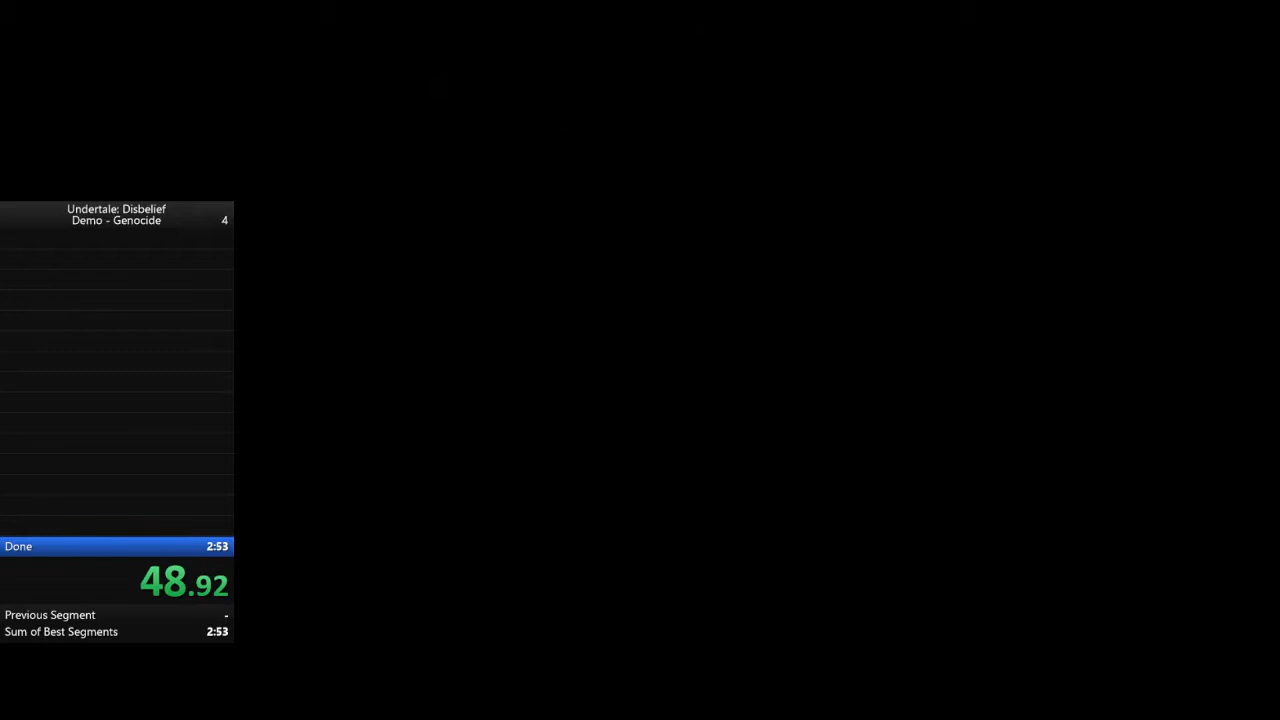 Undertale: Disbelief
Demo - Genocide 4
Done 2:53
48.92
Previous Segment -
Sum of Best Segments 2:53